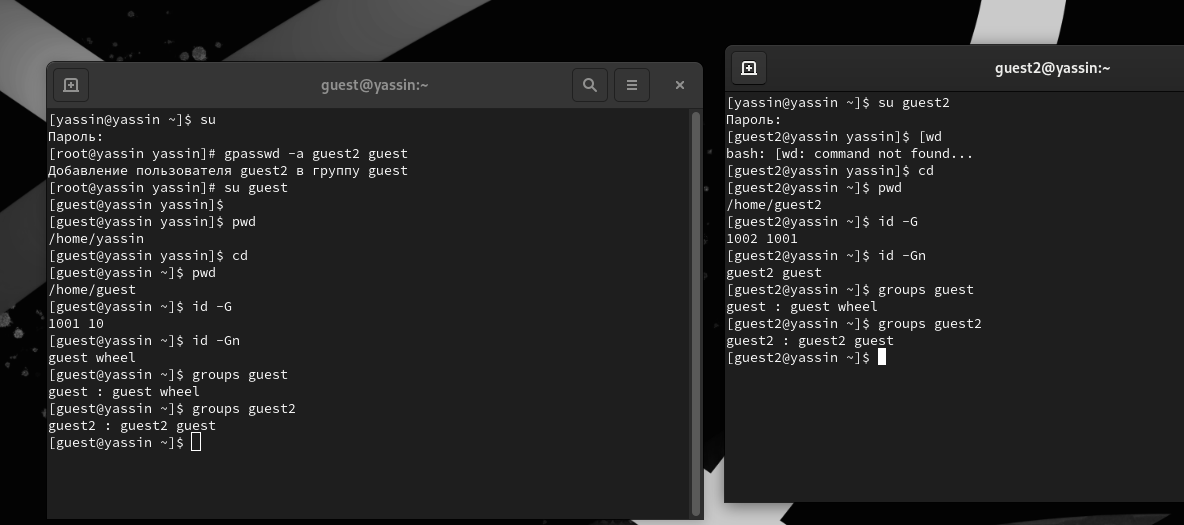 guest@yassin:~
[yassin@yassin ~]$ su
Пароль:
[root@yassin yassin]# gpasswd -a guest2 guest
Добавление пользователя guest2 в группу guest
[root@yassin yassin]# su guest
[guest@yassin yassin]$
[guest@yassin yassin]$ pwd
/home/yassin
[guest@yassin yassin]$ cd
[guest@yassin ~]$ pwd
/home/guest
[guest@yassin ~]$ id -G
1001 10
[guest@yassin ~]$ id -Gn
guest wheel
[guest@yassin ~]$ groups guest
guest : guest wheel
[guest@yassin ~]$ groups guest2
guest2 : guest2 guest
[guest@yassin ~]$
guest2@yassin:~
[yassin@yassin ~]$ su guest2
Пароль:
[guest2@yassin yassin]$ [wd
bash: [wd: command not found...
[guest2@yassin yassin]$ cd
[guest2@yassin ~]$ pwd
/home/guest2
[guest2@yassin ~]$ id -G
1002 1001
[guest2@yassin ~]$ id -Gn
guest2 guest
[guest2@yassin ~]$ groups guest
guest : guest wheel
[guest2@yassin ~]$ groups guest2
guest2 : guest2 guest
[guest2@yassin ~]$